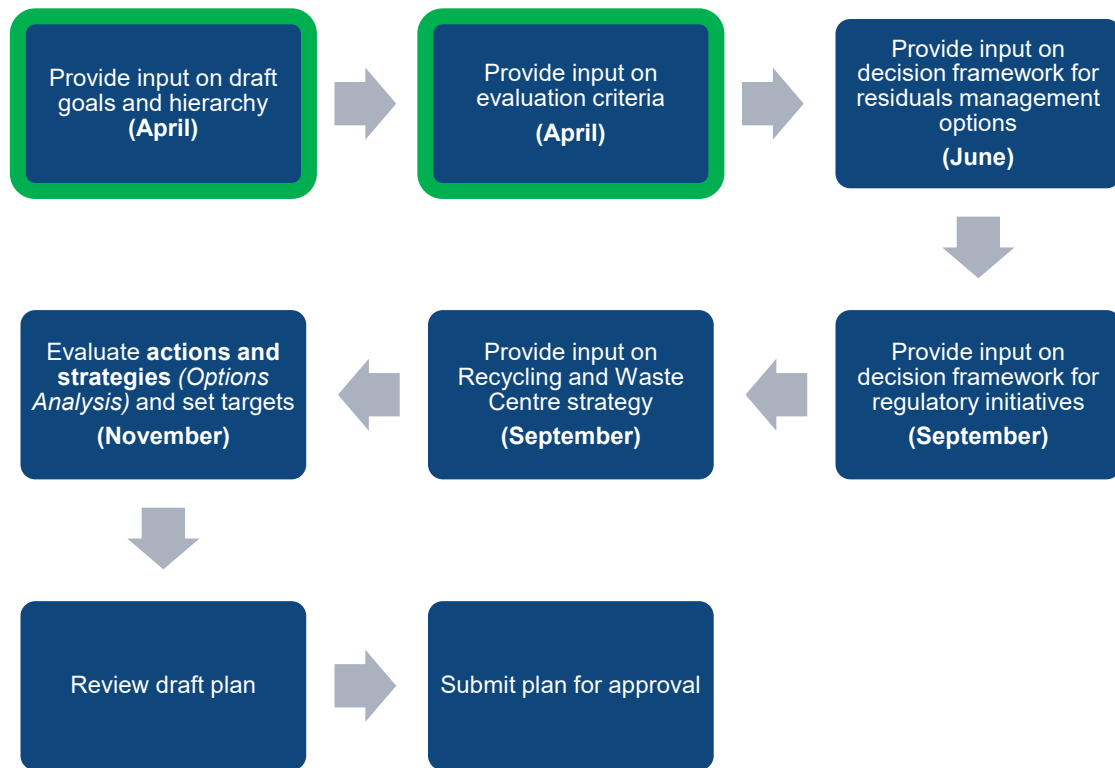 Provide input on draft
goals and hierarchy
(April)
Provide input on
evaluation criteria
(April)
Provide input on
decision framework for
residuals management
options
(June)
Provide input on
decision framework for
regulatory initiatives
(September)
Provide input on
Recycling and Waste
Centre strategy
(September)
Evaluate actions and
strategies (Options
Analysis) and set targets
(November)
Review draft plan
Submit plan for approval